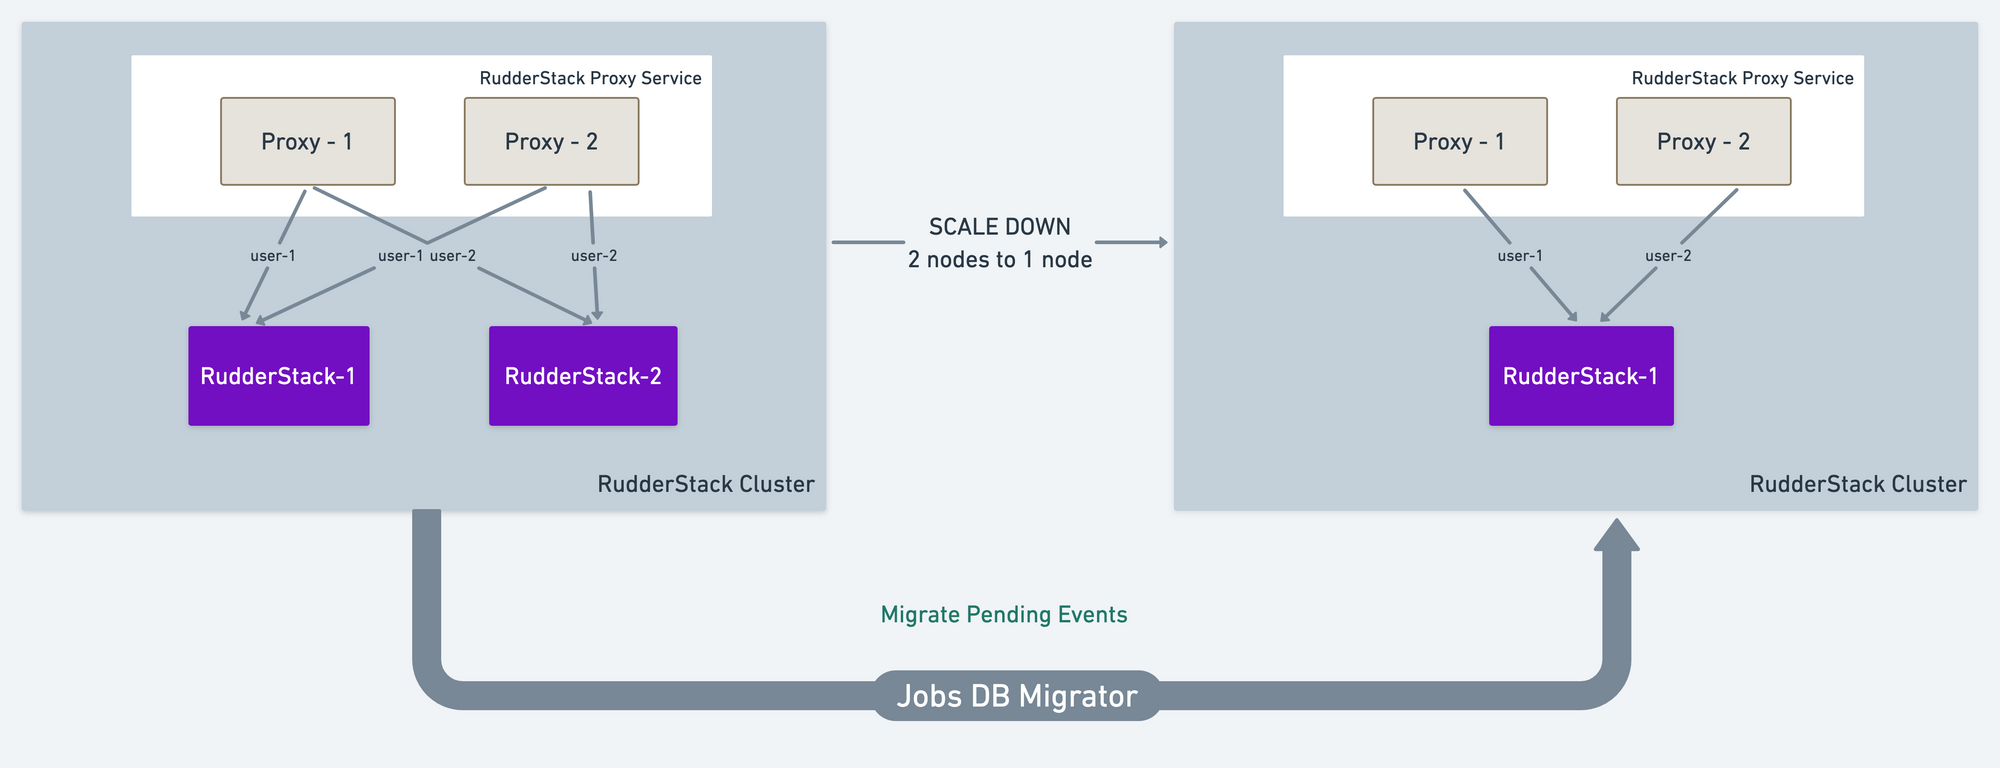 RudderStack Proxy Service
Proxy - 1
Proxy - 2
user-1
user-1
user-2
user-2
RudderStack-1
RudderStack-2
RudderStack Cluster
SCALE DOWN
2 nodes to 1 node
RudderStack Proxy Service
Proxy - 1
Proxy - 2
user-1
user-2
RudderStack-1
RudderStack Cluster
Migrate Pending Events
Jobs DB Migrator